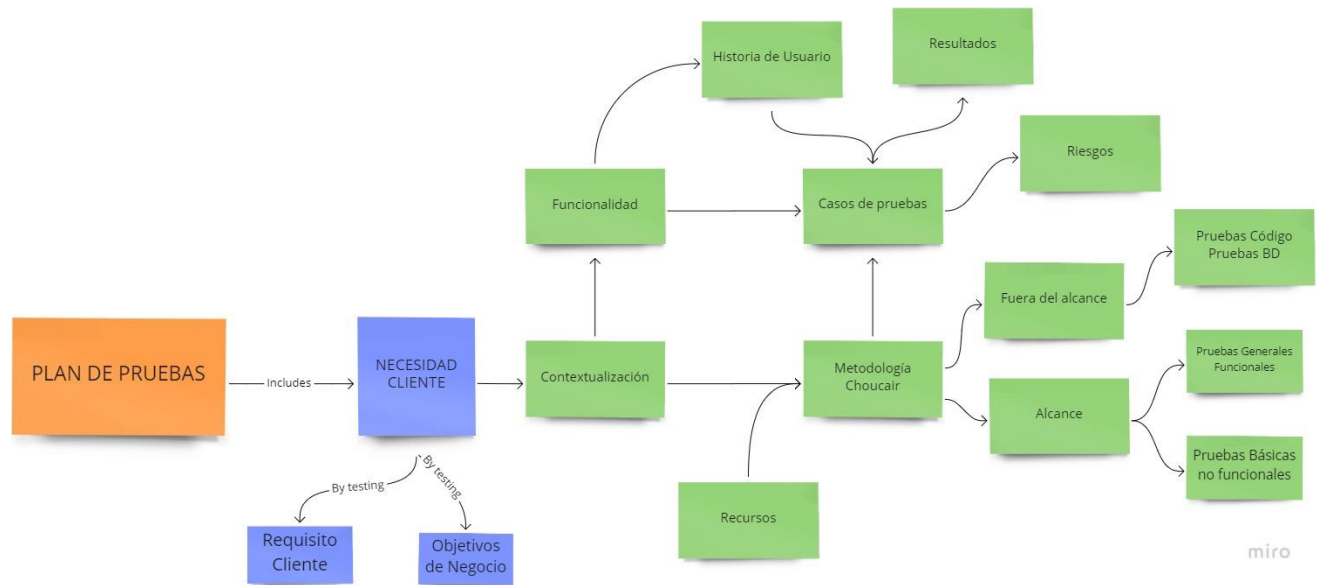 Historia de Usuario
Resultados
Riesgos
Funcionalidad
Casos de pruebas
Pruebas Código
Pruebas BD
Fuera del alcance
PLAN DE PRUEBAS
Includes
NECESIDAD
CLIENTE
Contextualización
Metodología
Choucair
Pruebas Generales
Funcionales
Alcance
Pruebas Básicas
no funcionales
By testing
By testing
Requisito
Cliente
Objetivos
de Negocio
Recursos
miro